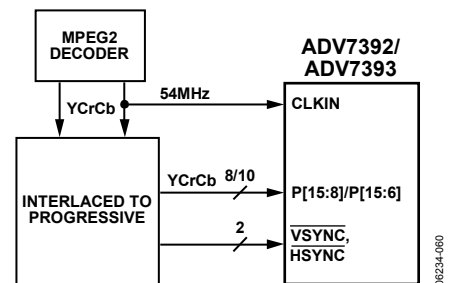 MPEG2
DECODER
ADV7392/
ADV7393
YCrCb
54MHz
CLKIN
INTERLACED TO
PROGRESSIVE
YCrCb
8/10
P[15:8]/P[15:6]
2
VSYNC,
HSYNC
06234-060